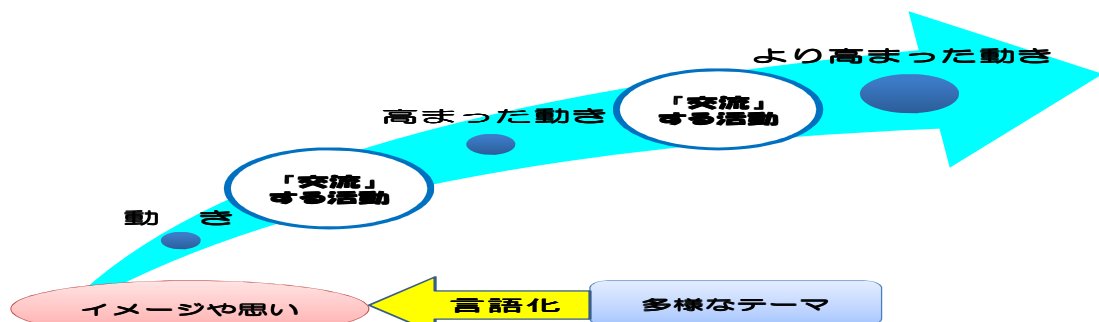 より高まった動き
「交流」
する活動
高まった動き
「交流」
する活動
動　き
イメージや思い
言語化
多様なテーマ